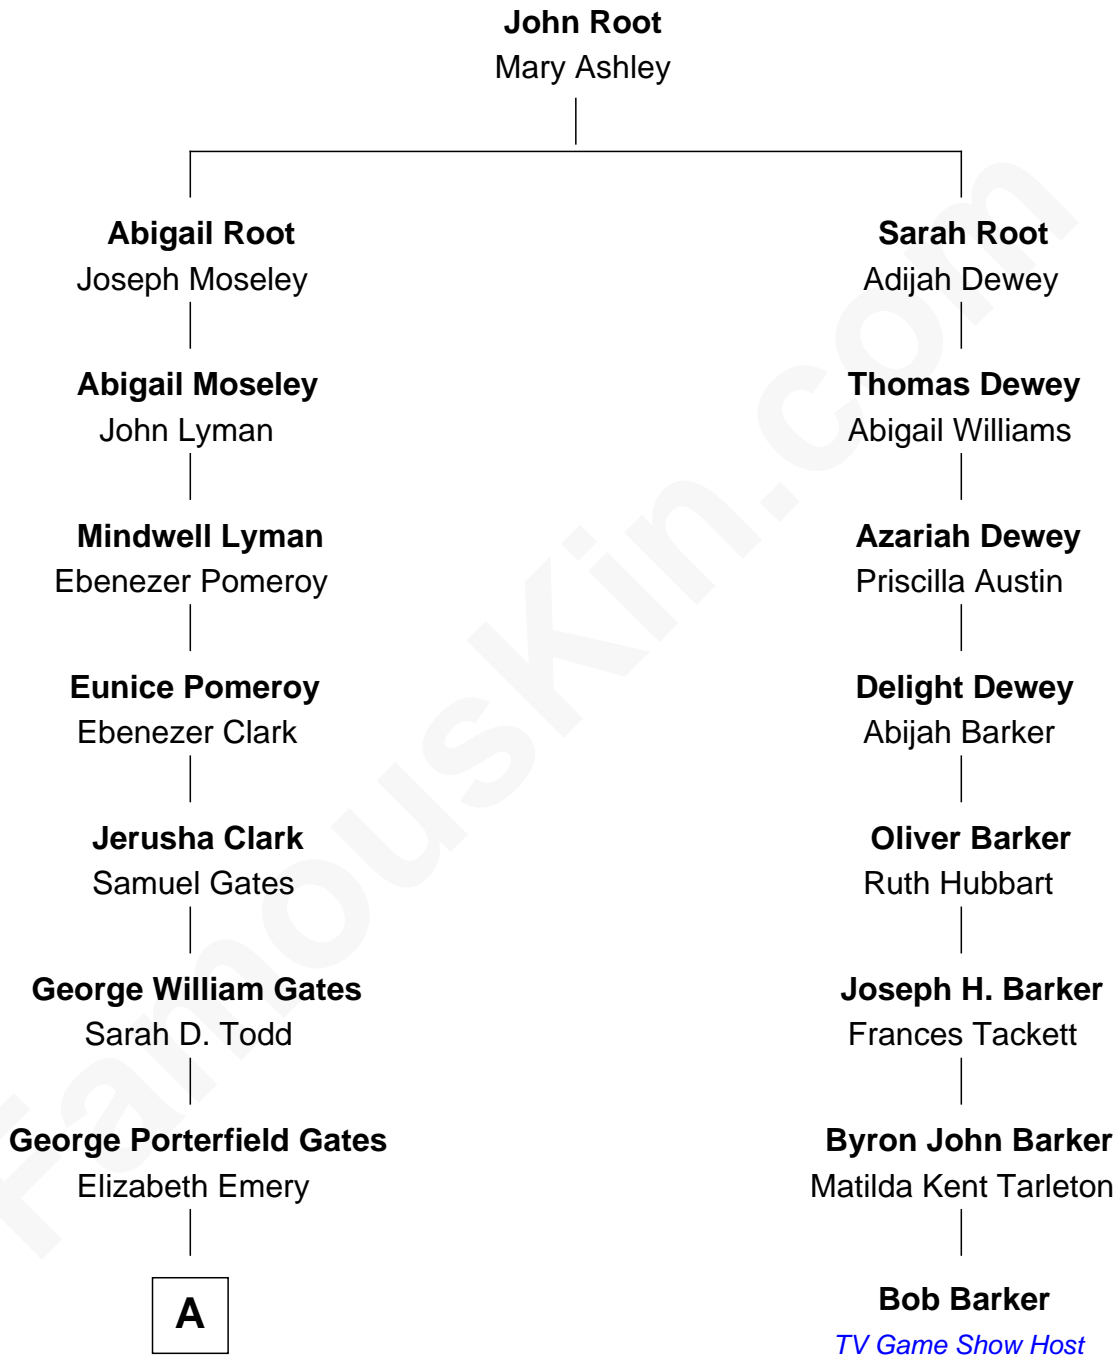 John Root
Mary Ashley
Abigail Root
Joseph Moseley
Sarah Root
Adijah Dewey
Abigail Moseley
John Lyman
Thomas Dewey
Abigail Williams
Mindwell Lyman
Ebenezer Pomeroy
Azariah Dewey
Priscilla Austin
Eunice Pomeroy
Ebenezer Clark
Delight Dewey
Abijah Barker
Jerusha Clark
Samuel Gates
Oliver Barker
Ruth Hubbart
George William Gates
Sarah D. Todd
Joseph H. Barker
Frances Tackett
George Porterfield Gates
Elizabeth Emery
Byron John Barker
Matilda Kent Tarleton
A
Bob Barker
TV Game Show Host
FamousKin.com